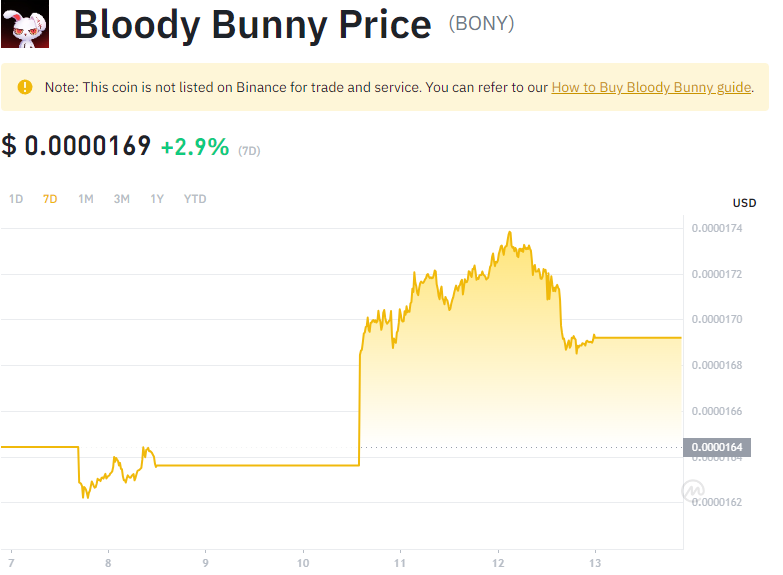 Bloody Bunny Price (BONY)
Note: This coin is not listed on Binance for trade and service. You can refer to our How to Buy Bloody Bunny guide.
$ 0.0000169 +2.9% (7D)
1D 7D 1M 3M 1Y YTD
USD
0.0000174
0.0000172
0.0000170
0.0000168
0.0000166
0.0000164
0.0000164
0.0000162
7 8 9 10 11 12 13